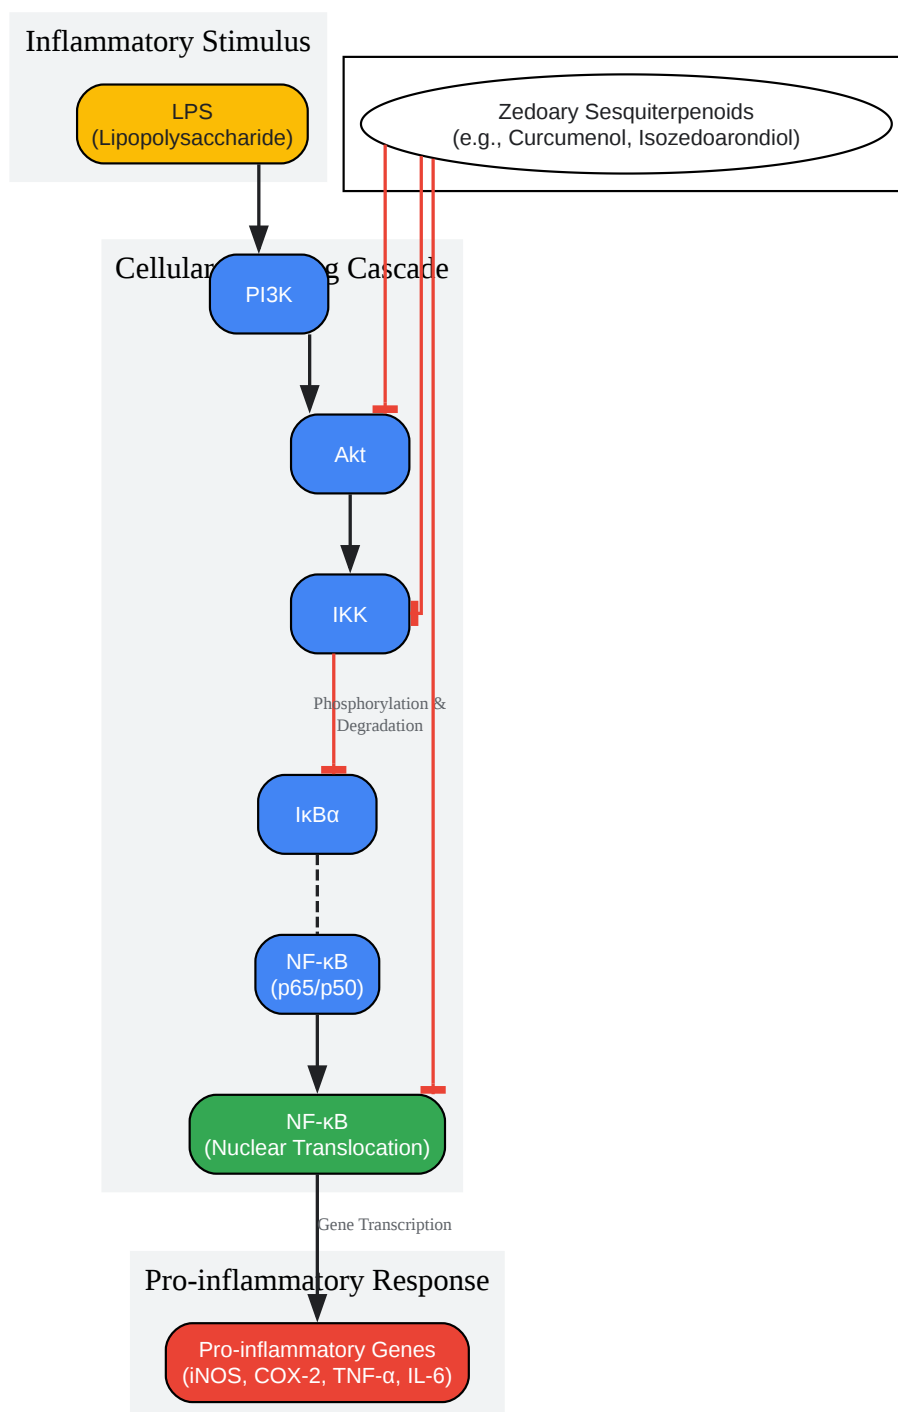 Inflammatory Stimulus
LPS
(Lipopolysaccharide)
Zedoary Sesquiterpenoids
(e.g., Curcumenol, Isozedoarondiol)
Cellular g Cascade
PI3K
Akt
IKK
Phosphorylation &
Degradation
IκBα
NF-κB
(p65/p50)
NF-κB
(Nuclear Translocation)
Gene Transcription
Pro-inflammatory Response
Pro-inflammatory Genes
(iNOS, COX-2, TNF-α, IL-6)